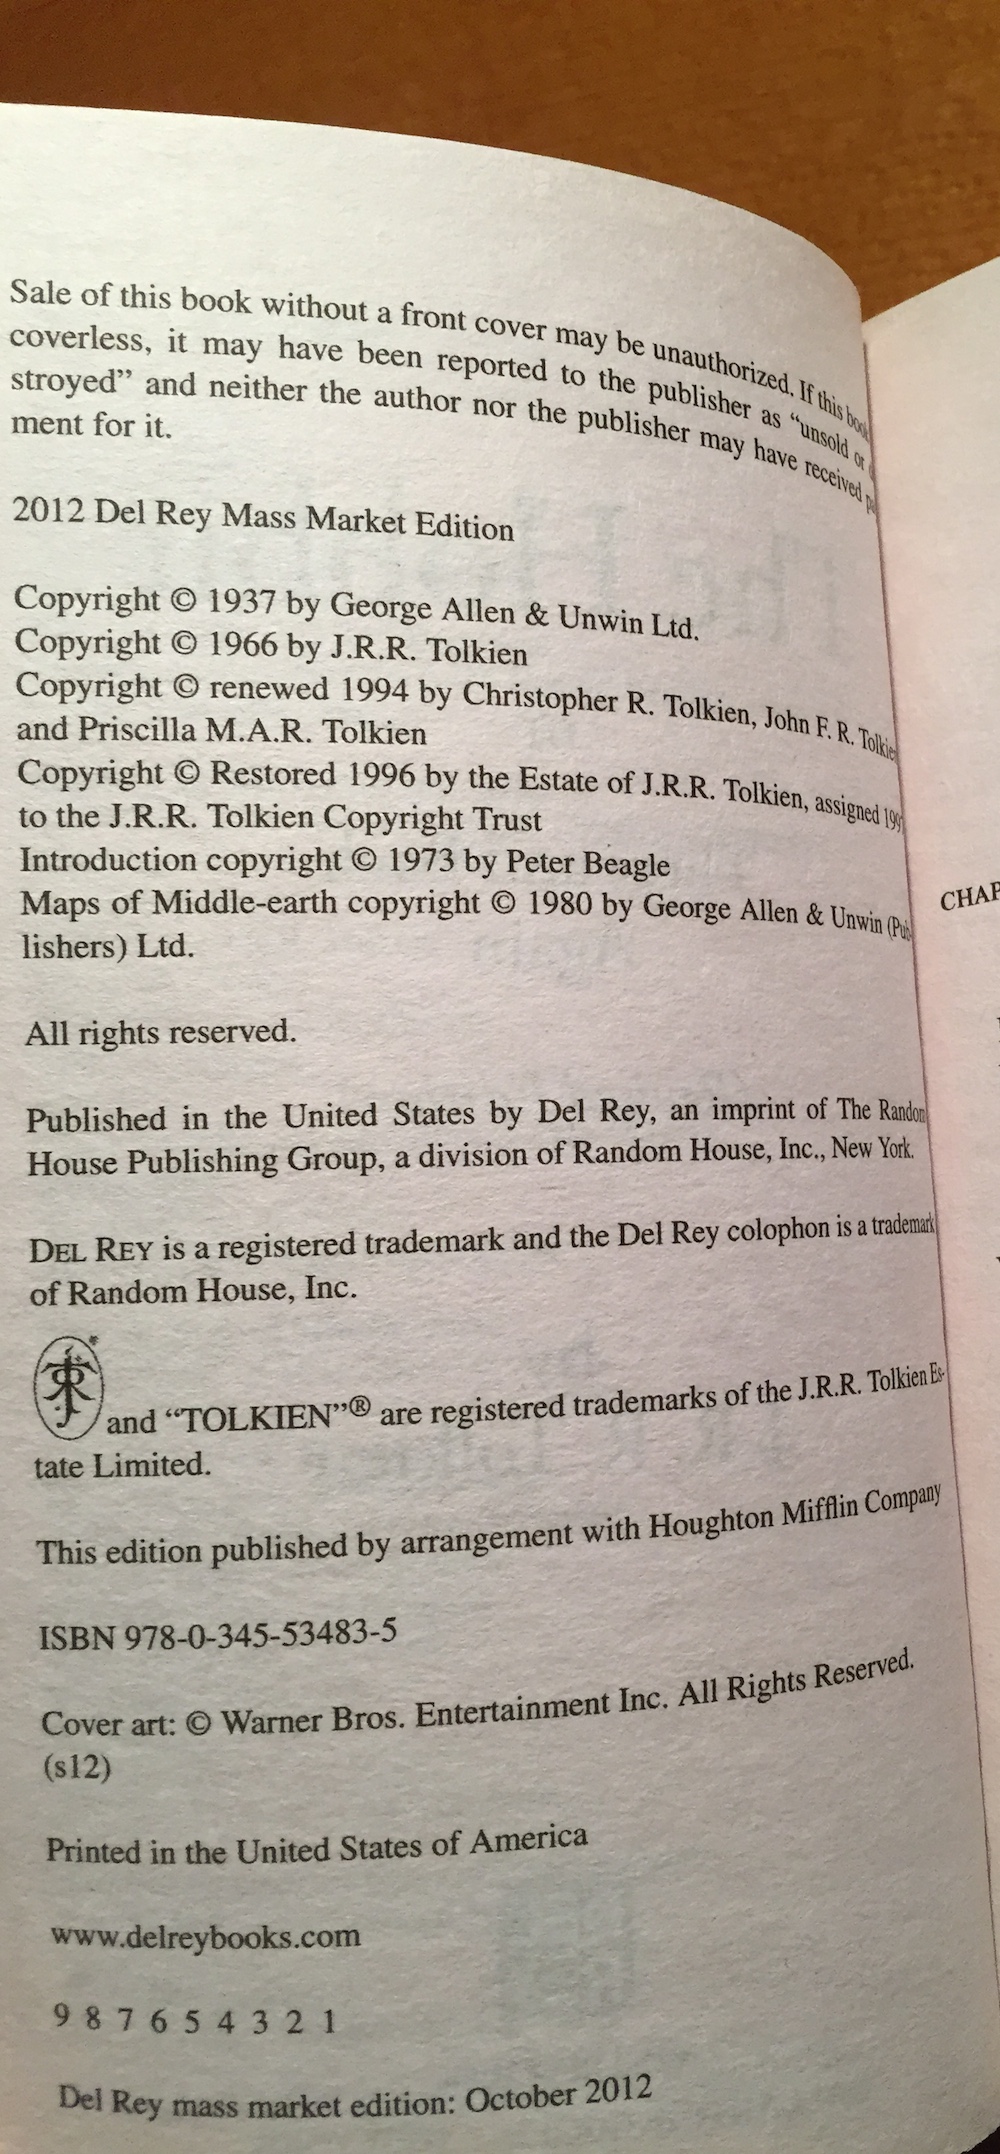 Sale of this book without a front cover may be unauthorized. If this book
coverless, it may have been reported to the publisher as “unsold or
stroyed” and neither the author nor the publisher may have received
ment for it.
2012 Del Rey Mass Market Edition
Copyright © 1937 by George Allen & Unwin Ltd.
Copyright © 1966 by J.R.R. Tolkien
Copyright © renewed 1994 by Christopher R. Tolkien, John F. R. Tolkien
and Priscilla M.A.R. Tolkien
Copyright © Restored 1996 by the Estate of J.R.R. Tolkien, assigned 199
to the J.R.R. Tolkien Copyright Trust
Introduction copyright © 1973 by Peter Beagle
Maps of Middle-earth copyright © 1980 by George Allen & Unwin (Pub-
lishers) Ltd.
All rights reserved.
Published in the United States by Del Rey, an imprint of The Random
House Publishing Group, a division of Random House, Inc., New York.
DEL REY is a registered trademark and the Del Rey colophon is a trademark
of Random House, Inc.
and “TOLKIEN”® are registered trademarks of the J.R.R. Tolkien Es-
tate Limited.
This edition published by arrangement with Houghton Mifflin Company
ISBN 978-0-345-53483-5
Cover art: © Warner Bros. Entertainment Inc. All Rights Reserved.
(s12)
Printed in the United States of America
www.delreybooks.com
9 8 7 6 5 4 3 2 1
Del Rey mass market edition: October 2012
CHAP